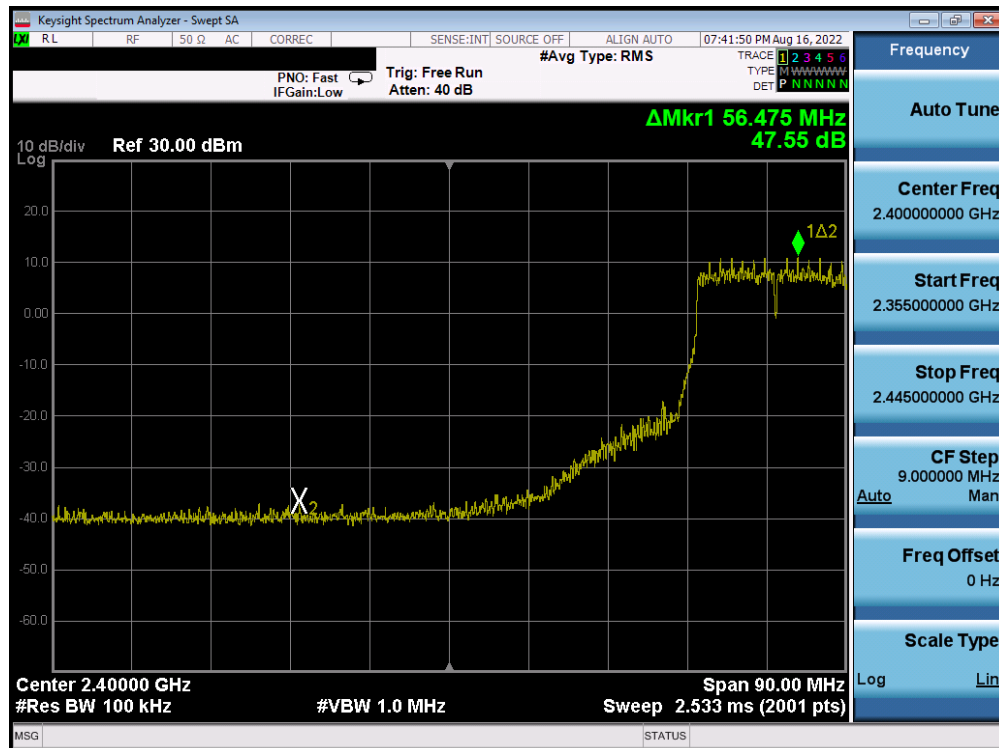 Keysight Spectrum Analyzer - Swept SA
LXI RL RF 50 Ω AC CORREC SENSE:INT SOURCE OFF ALIGN AUTO 07:41:50 PM Aug 16, 2022
#Avg Type: RMS
TRACE 1 2 3 4 5 6
PNO: Fast Trig: Free Run TYPE M WWWWW
IFGain:Low Atten: 40 dB DET P N N N N N
ΔMkr1 56.475 MHz
47.55 dB
10 dB/div Ref 30.00 dBm
Log
20.0
1Δ2
10.0
0.00
-10.0
-20.0
-30.0
X2
-40.0
-50.0
-60.0
Center 2.40000 GHz Span 90.00 MHz
#Res BW 100 kHz #VBW 1.0 MHz Sweep 2.533 ms (2001 pts)
MSG STATUS
Frequency
Auto Tune
Center Freq
2.400000000 GHz
Start Freq
2.355000000 GHz
Stop Freq
2.445000000 GHz
CF Step
9.000000 MHz
Auto Man
Freq Offset
0 Hz
Scale Type
Log Lin